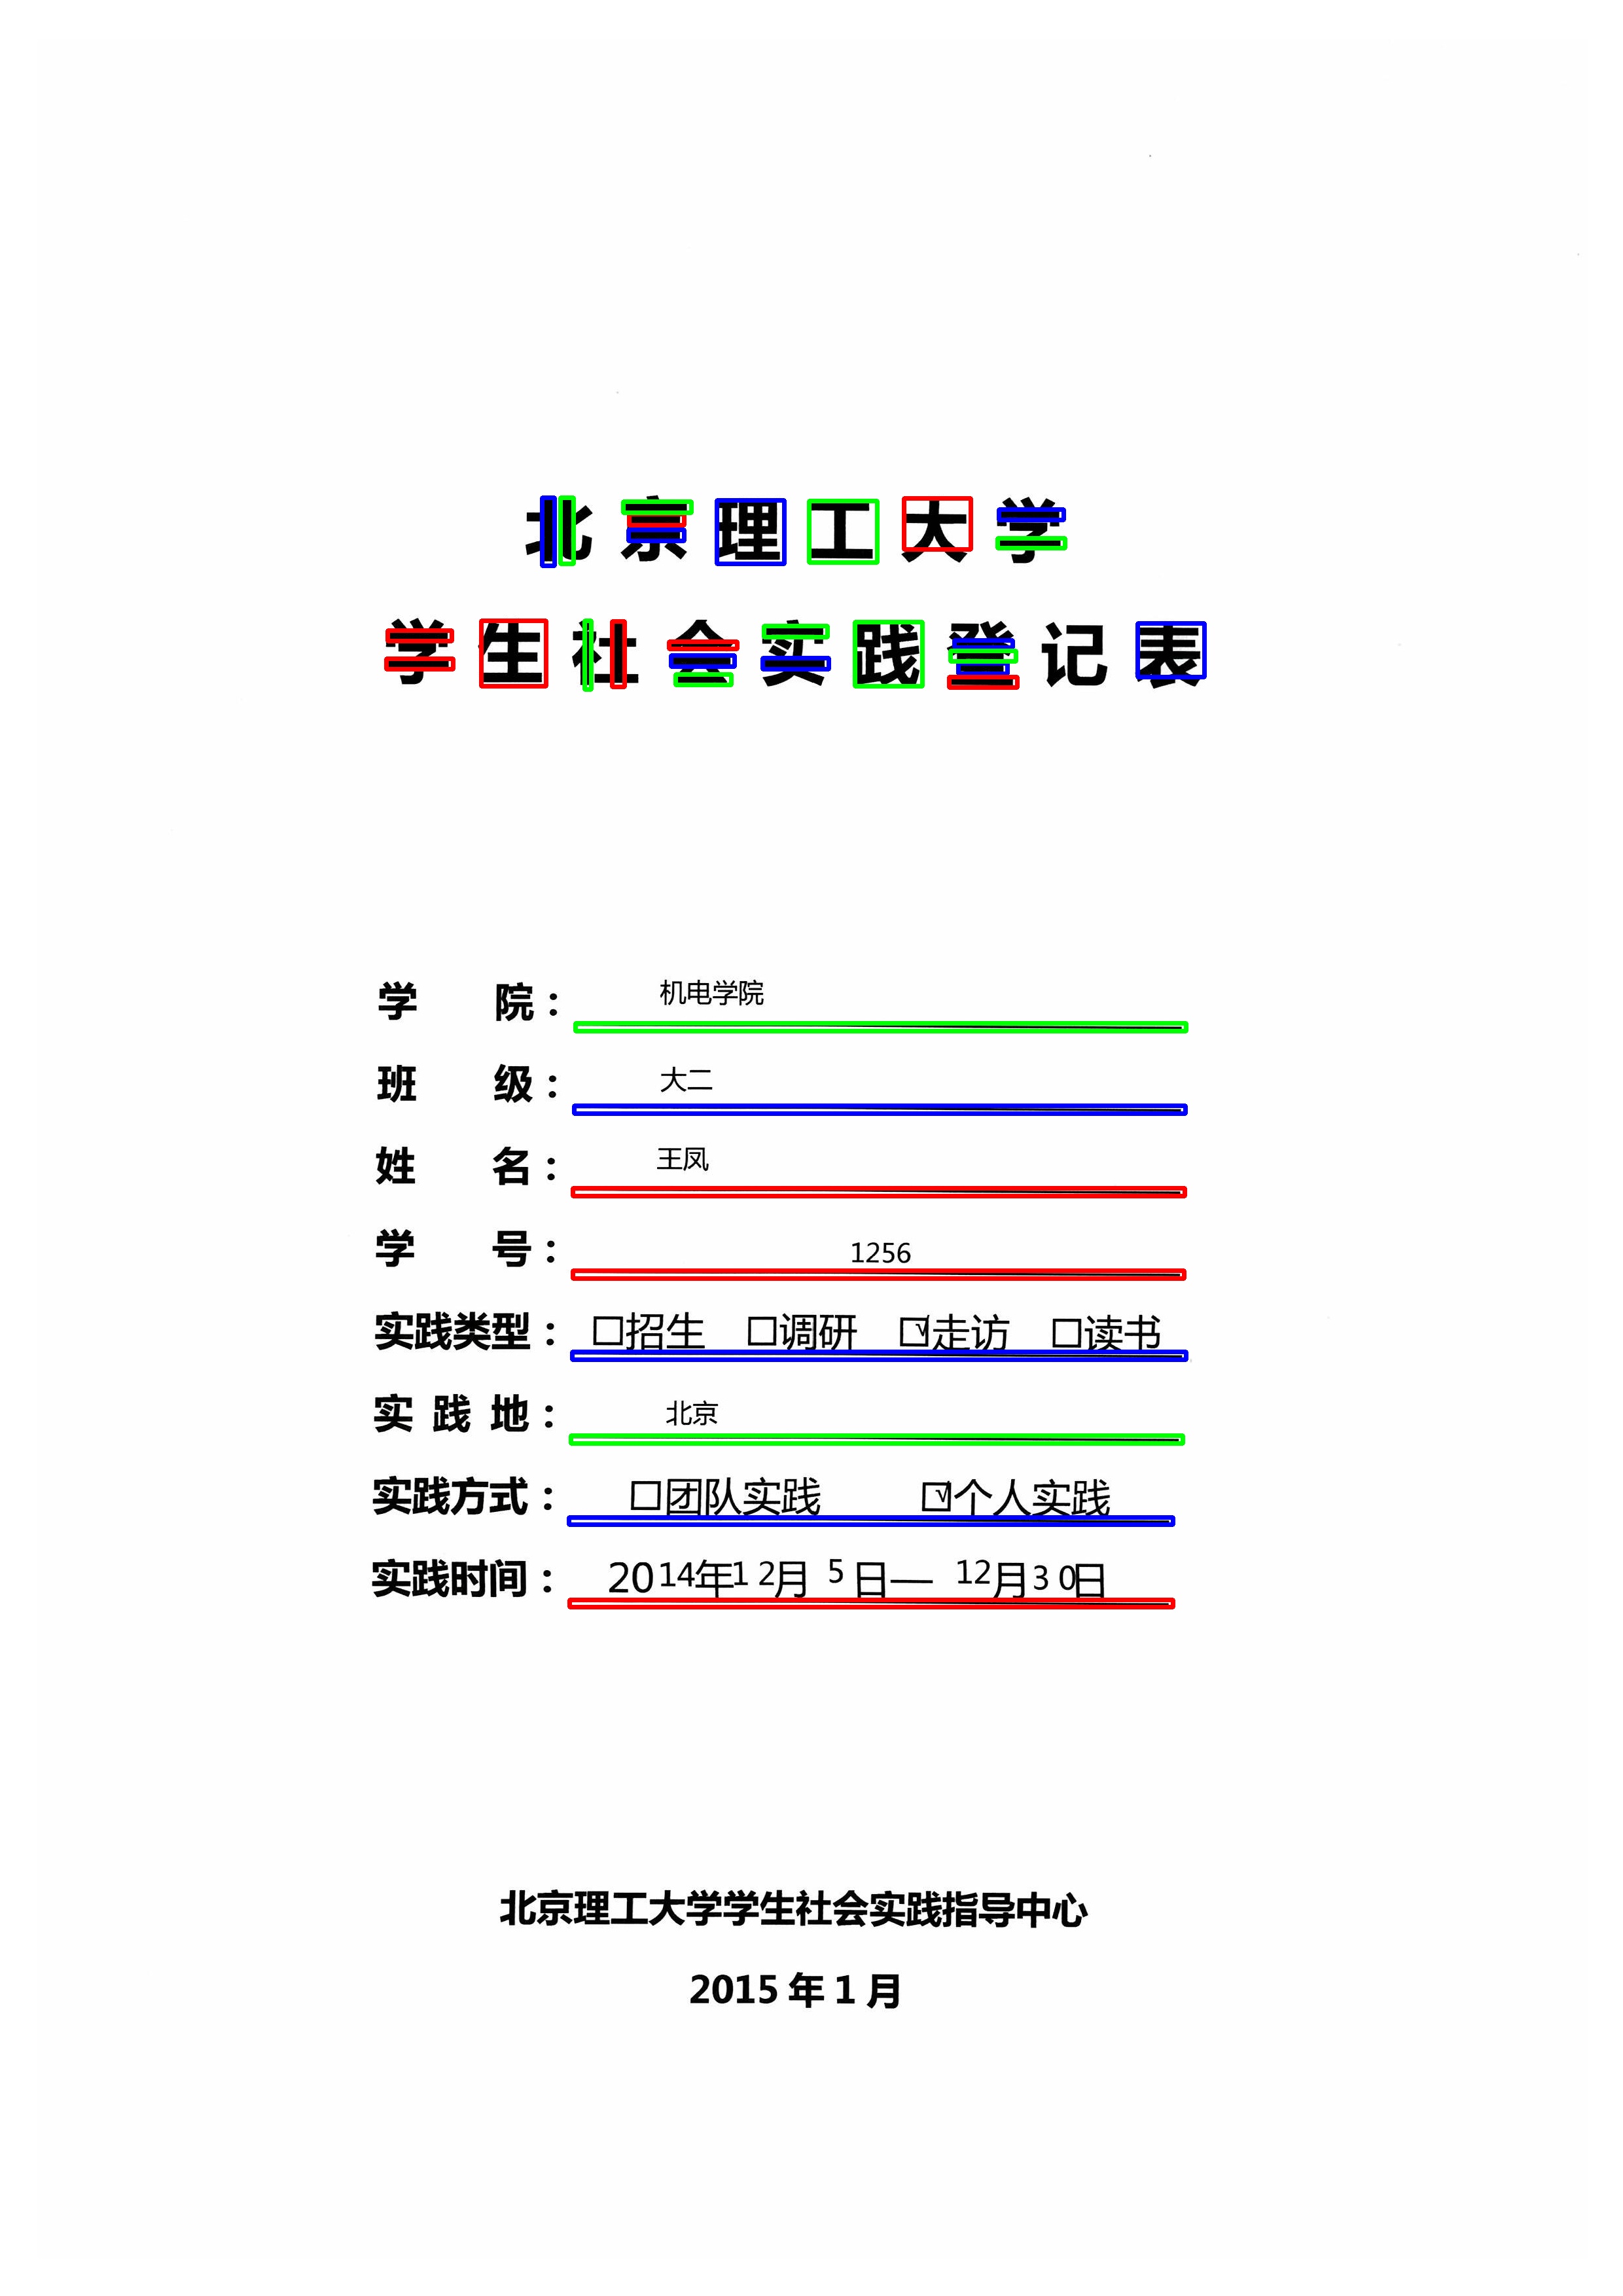 北京理工大学
学生社会实践登记表
学 院： 机电学院
班 级： 大二
姓 名： 王凤
学 号： 1256
实践类型： □招生 □调研 ☑走访 □读书
实 践 地： 北京
实践方式： □团队实践 ☑个人实践
实践时间： 2014年12月 5日— 12月30日
北京理工大学学生社会实践指导中心
2015 年 1 月